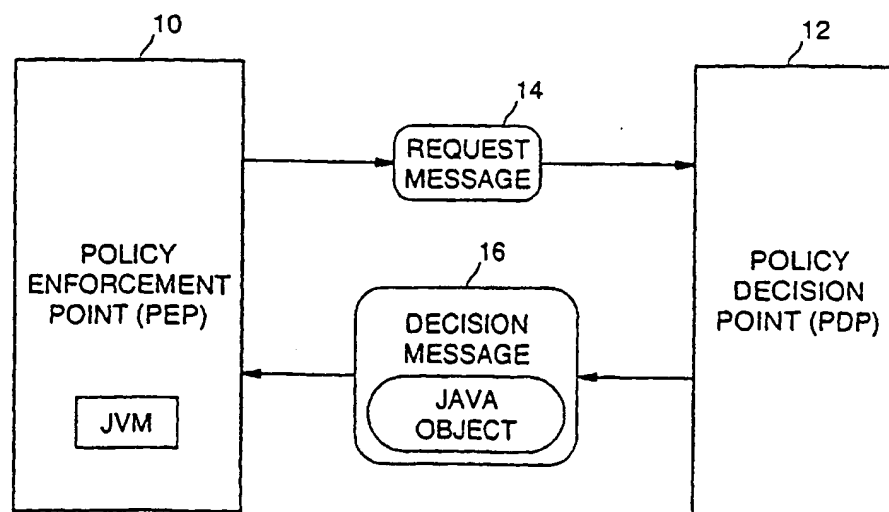 10
12
14
REQUEST
MESSAGE
POLICY
ENFORCEMENT
POINT (PEP)
JVM
16
DECISION
MESSAGE
JAVA
OBJECT
POLICY
DECISION
POINT (PDP)